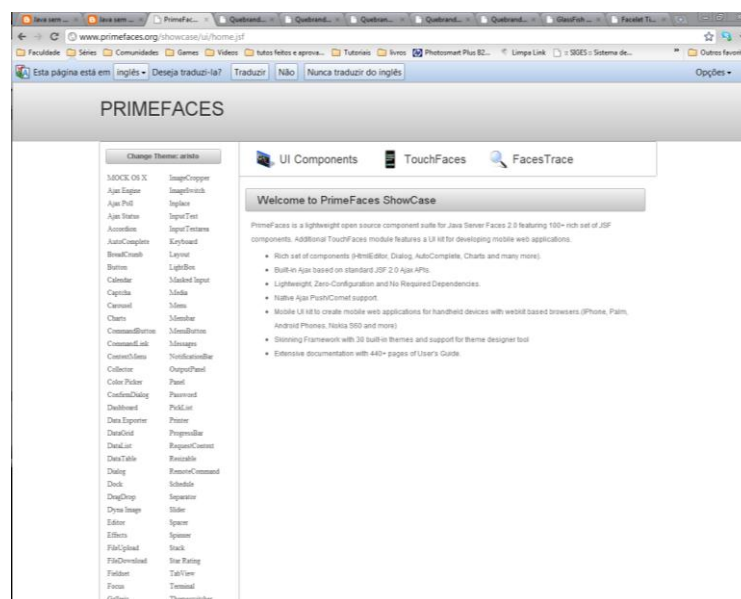 Java sem ...
Java sem ...
PrimeFac...
Quebrand...
Quebrand...
Quebran...
Quebrand...
Quebrand...
GlassFish ...
Facelet Ti...
www.primefaces.org/showcase/ui/home.jsf
Faculdade
Séries
Comunidades
Games
Videos
tutos feitos e aprova...
Tutoriais
livros
Photosmart Plus B2...
Limpa Link
:: SIGES :: Sistema de...
Outros favorit
Esta página está em inglês Deseja traduzi-la? Traduzir Não Nunca traduzir do inglês Opções
PRIMEFACES
Change Theme: aristo
UI Components TouchFaces FacesTrace
Welcome to PrimeFaces ShowCase
PrimeFaces is a lightweight open source component suite for Java Server Faces 2.0 featuring 100+ rich set of JSF
components. Additional TouchFaces module features a UI kit for developing mobile web applications.
• Rich set of components (HtmlEditor, Dialog, AutoComplete, Charts and many more).
• Built-in Ajax based on standard JSF 2.0 Ajax APIs.
• Lightweight, Zero-Configuration and No Required Dependencies.
• Native Ajax Push/Comet support.
• Mobile UI kit to create mobile web applications for handheld devices with webkit based browsers.(IPhone, Palm,
Android Phones, Nokia S60 and more)
• Skinning Framework with 30 built-in themes and support for theme designer tool
• Extensive documentation with 440+ pages of User's Guide.
MOCK OS X ImageCropper
Ajax Engine ImageSwitch
Ajax Poll Inplace
Ajax Status InputText
Accordion InputTextarea
AutoComplete Keyboard
BreadCrumb Layout
Button LightBox
Calendar Masked Input
Captcha Media
Carousel Menu
Charts Menubar
CommandButton MenuButton
CommandLink Messages
ContextMenu NotificationBar
Collector OutputPanel
Color Picker Panel
ConfirmDialog Password
Dashboard PickList
Data Exporter Printer
DataGrid ProgressBar
DataList RequestContext
DataTable Resizable
Dialog RemoteCommand
Dock Schedule
DragDrop Separator
Dyna Image Slider
Editor Spacer
Effects Spinner
FileUpload Stack
FileDownload Star Rating
Fieldset TabView
Focus Terminal